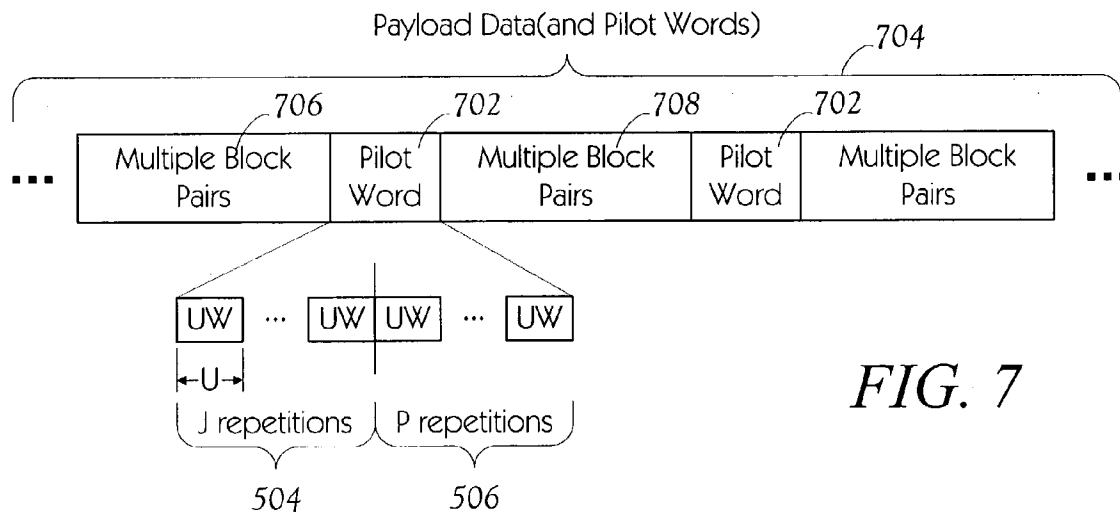 Payload Data(and Pilot Words)
704
706
702
708
702
... Multiple Block Pairs
Pilot Word
Multiple Block Pairs
Pilot Word
Multiple Block Pairs ...
UW ... UW UW ... UW
U
J repetitions P repetitions
504 506
FIG. 7